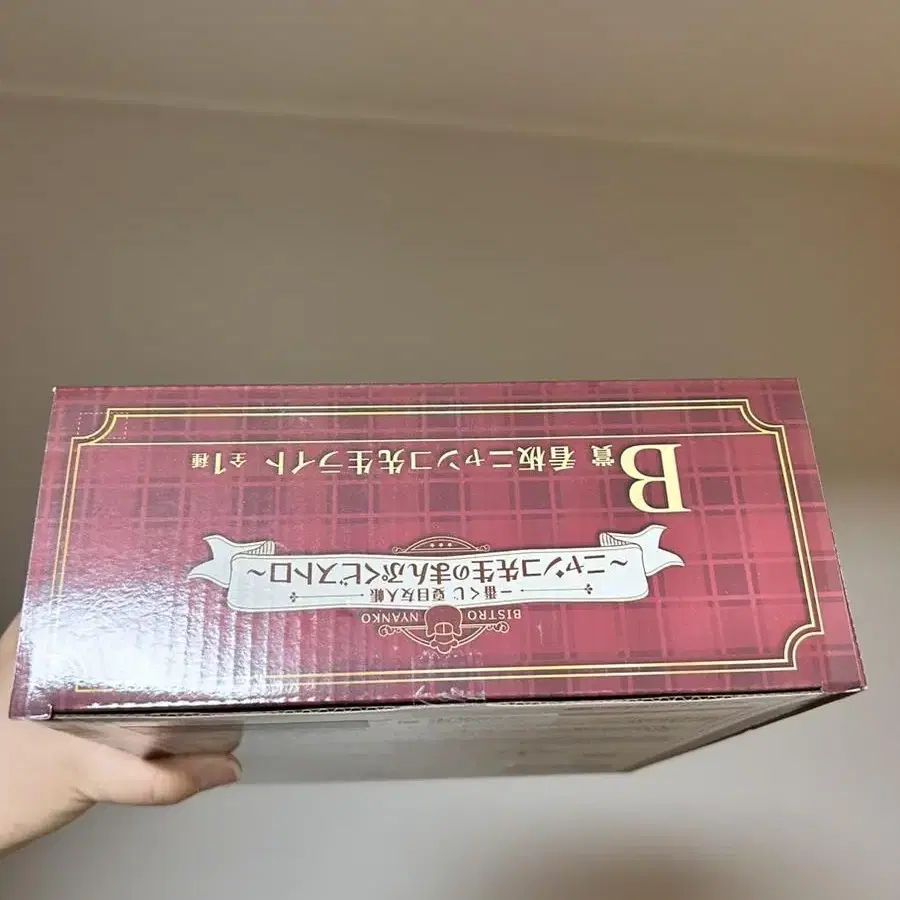 BISTRO NYANKO
一番くじ 夏目友人帳
～ニャンコ先生のまんぷくビストロ～
B賞 看板ニャンコ先生ライト 全1種